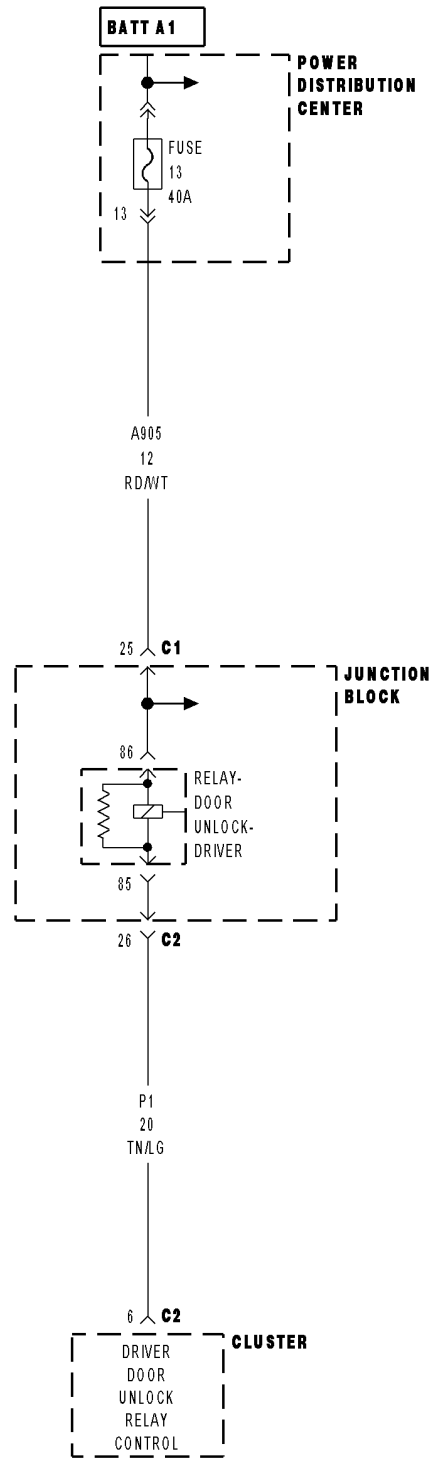 BATT A1
POWER
DISTRIBUTION
CENTER
FUSE
13
40A
13
A905
12
RD/WT
25 C1
JUNCTION
BLOCK
86
RELAY-
DOOR
UNLOCK-
DRIVER
85
26 C2
P1
20
TN/LG
6 C2
CLUSTER
DRIVER
DOOR
UNLOCK
RELAY
CONTROL